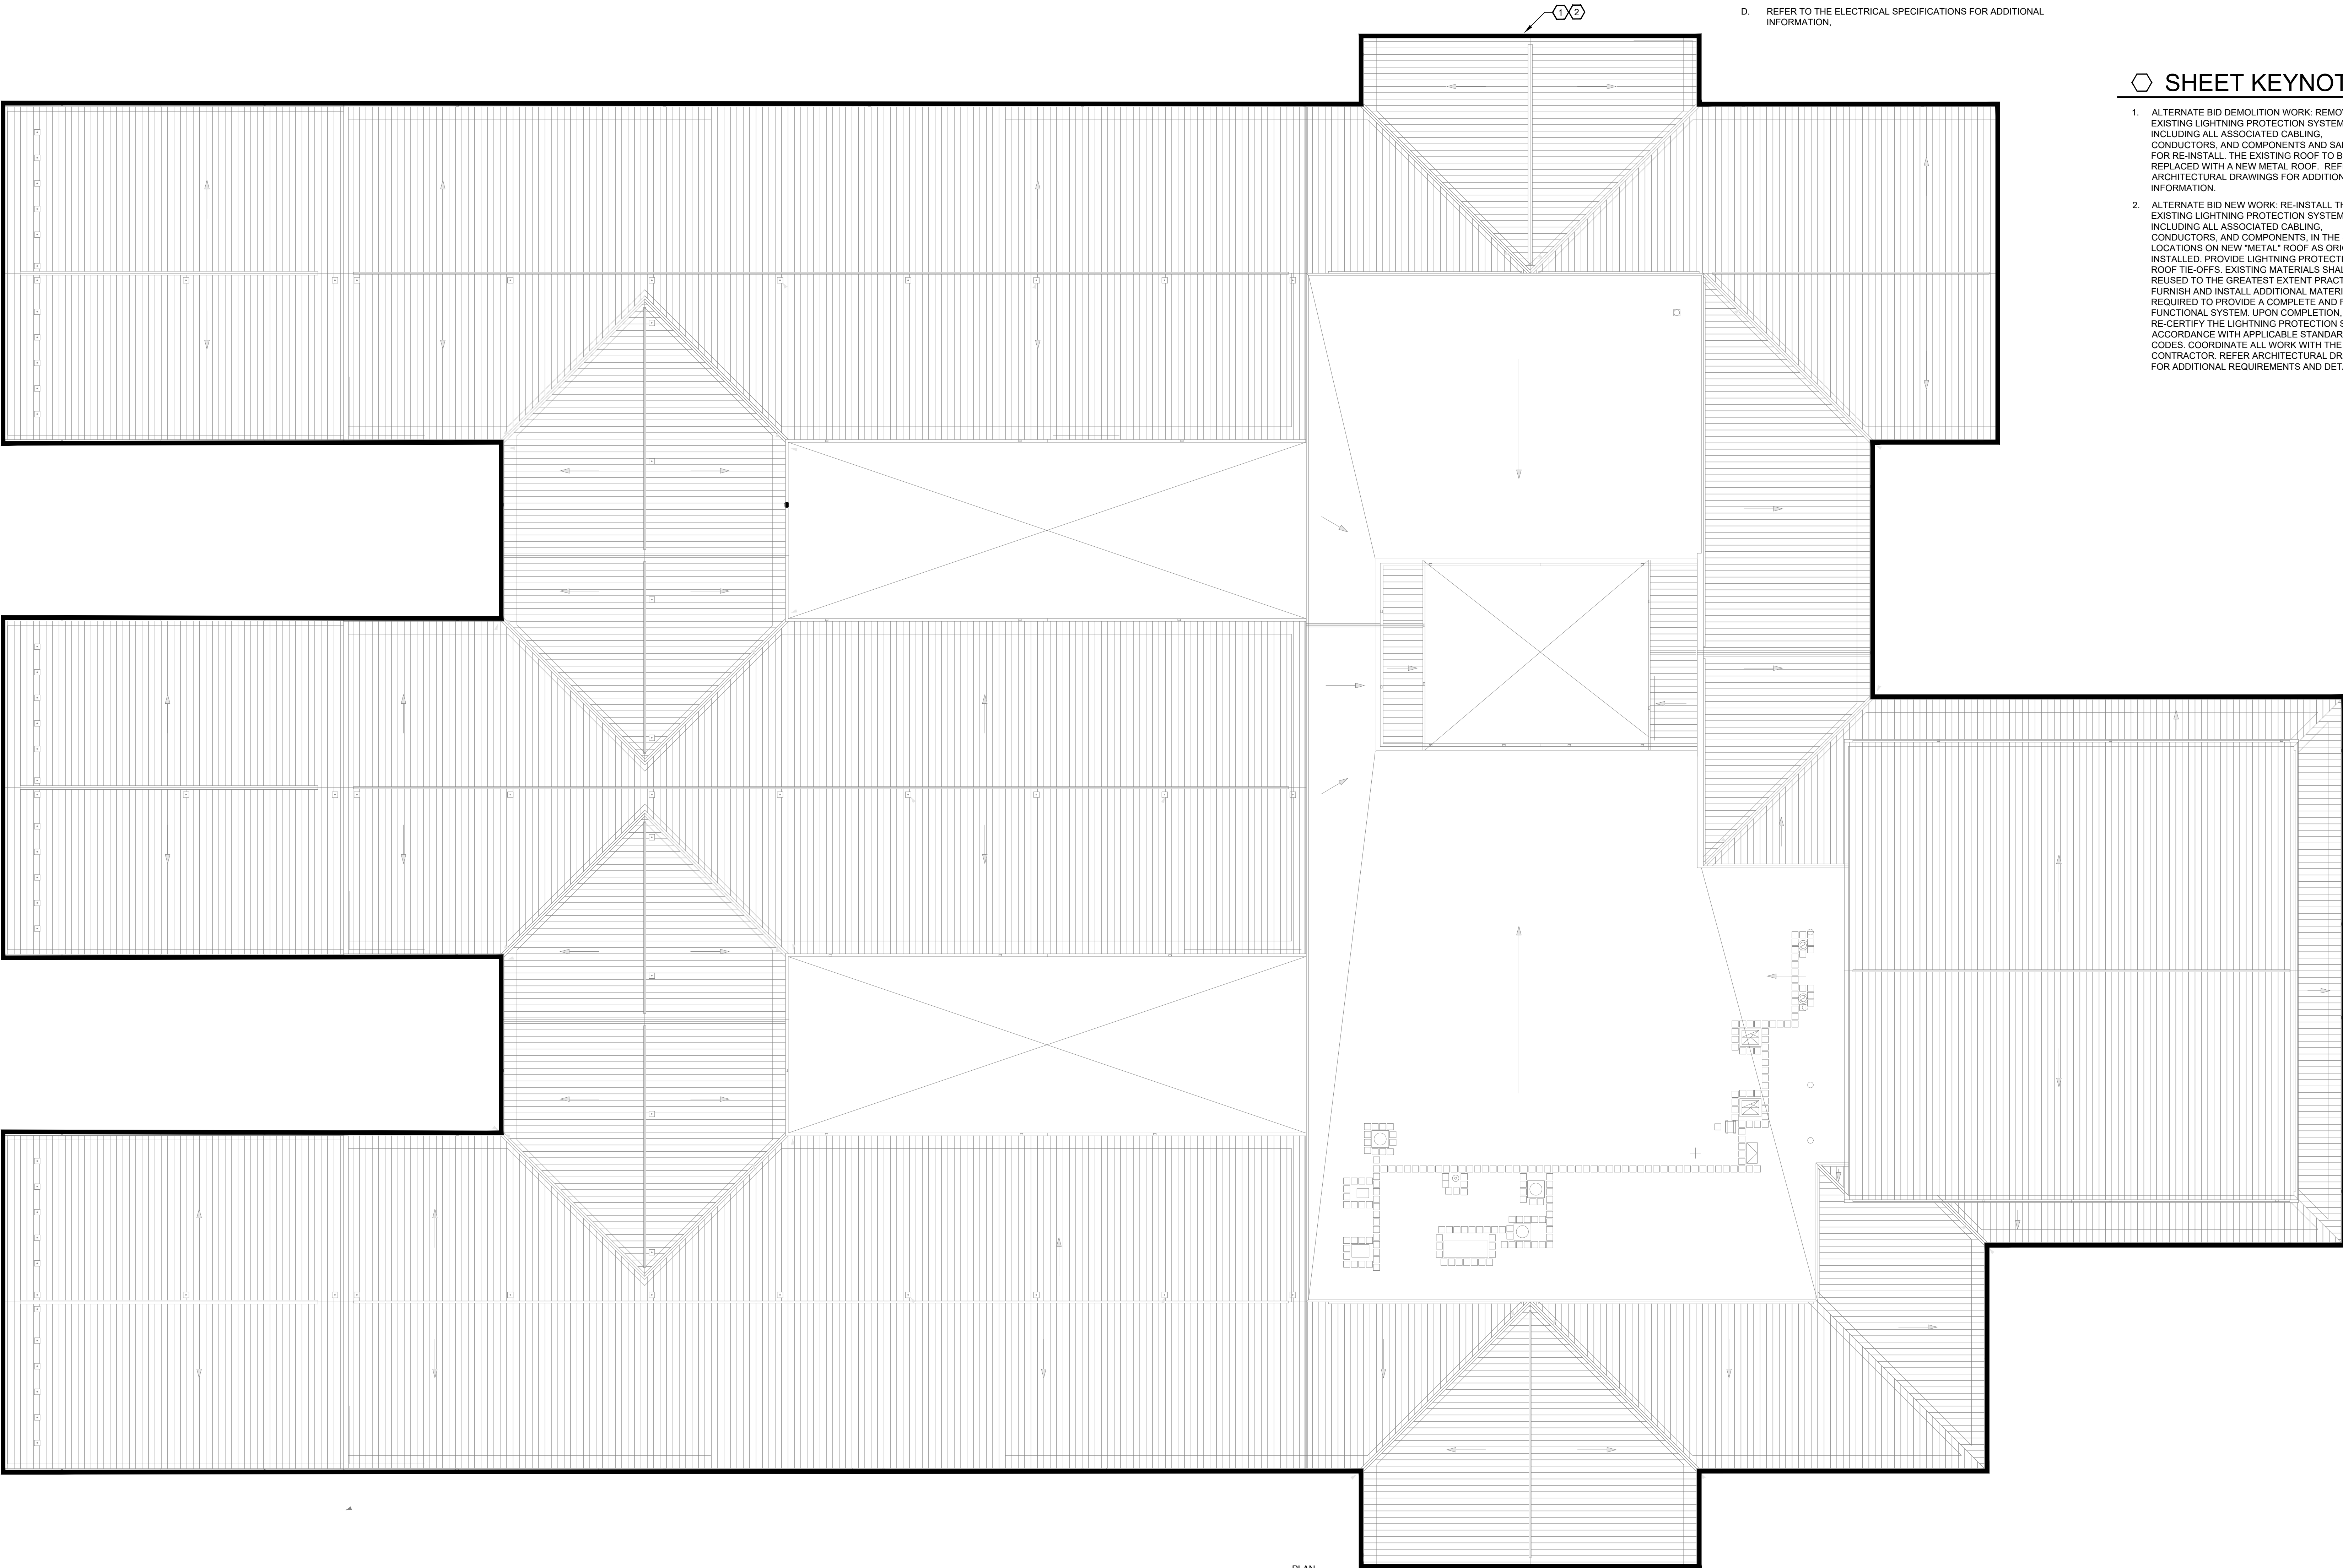 1 2
D. REFER TO THE ELECTRICAL SPECIFICATIONS FOR ADDITIONAL
INFORMATION,
SHEET KEYNOT
1. ALTERNATE BID DEMOLITION WORK: REMO
EXISTING LIGHTNING PROTECTION SYSTEM
INCLUDING ALL ASSOCIATED CABLING,
CONDUCTORS, AND COMPONENTS AND SA
FOR RE-INSTALL. THE EXISTING ROOF TO B
REPLACED WITH A NEW METAL ROOF. REF
ARCHITECTURAL DRAWINGS FOR ADDITION
INFORMATION.
2. ALTERNATE BID NEW WORK: RE-INSTALL TH
EXISTING LIGHTNING PROTECTION SYSTEM
INCLUDING ALL ASSOCIATED CABLING,
CONDUCTORS, AND COMPONENTS, IN THE
LOCATIONS ON NEW "METAL" ROOF AS ORI
INSTALLED. PROVIDE LIGHTNING PROTECTI
ROOF TIE-OFFS. EXISTING MATERIALS SHAL
REUSED TO THE GREATEST EXTENT PRACT
FURNISH AND INSTALL ADDITIONAL MATERI
REQUIRED TO PROVIDE A COMPLETE AND F
FUNCTIONAL SYSTEM. UPON COMPLETION,
RE-CERTIFY THE LIGHTNING PROTECTION S
ACCORDANCE WITH APPLICABLE STANDAR
CODES. COORDINATE ALL WORK WITH THE
CONTRACTOR. REFER ARCHITECTURAL DR
FOR ADDITIONAL REQUIREMENTS AND DET
PLAN